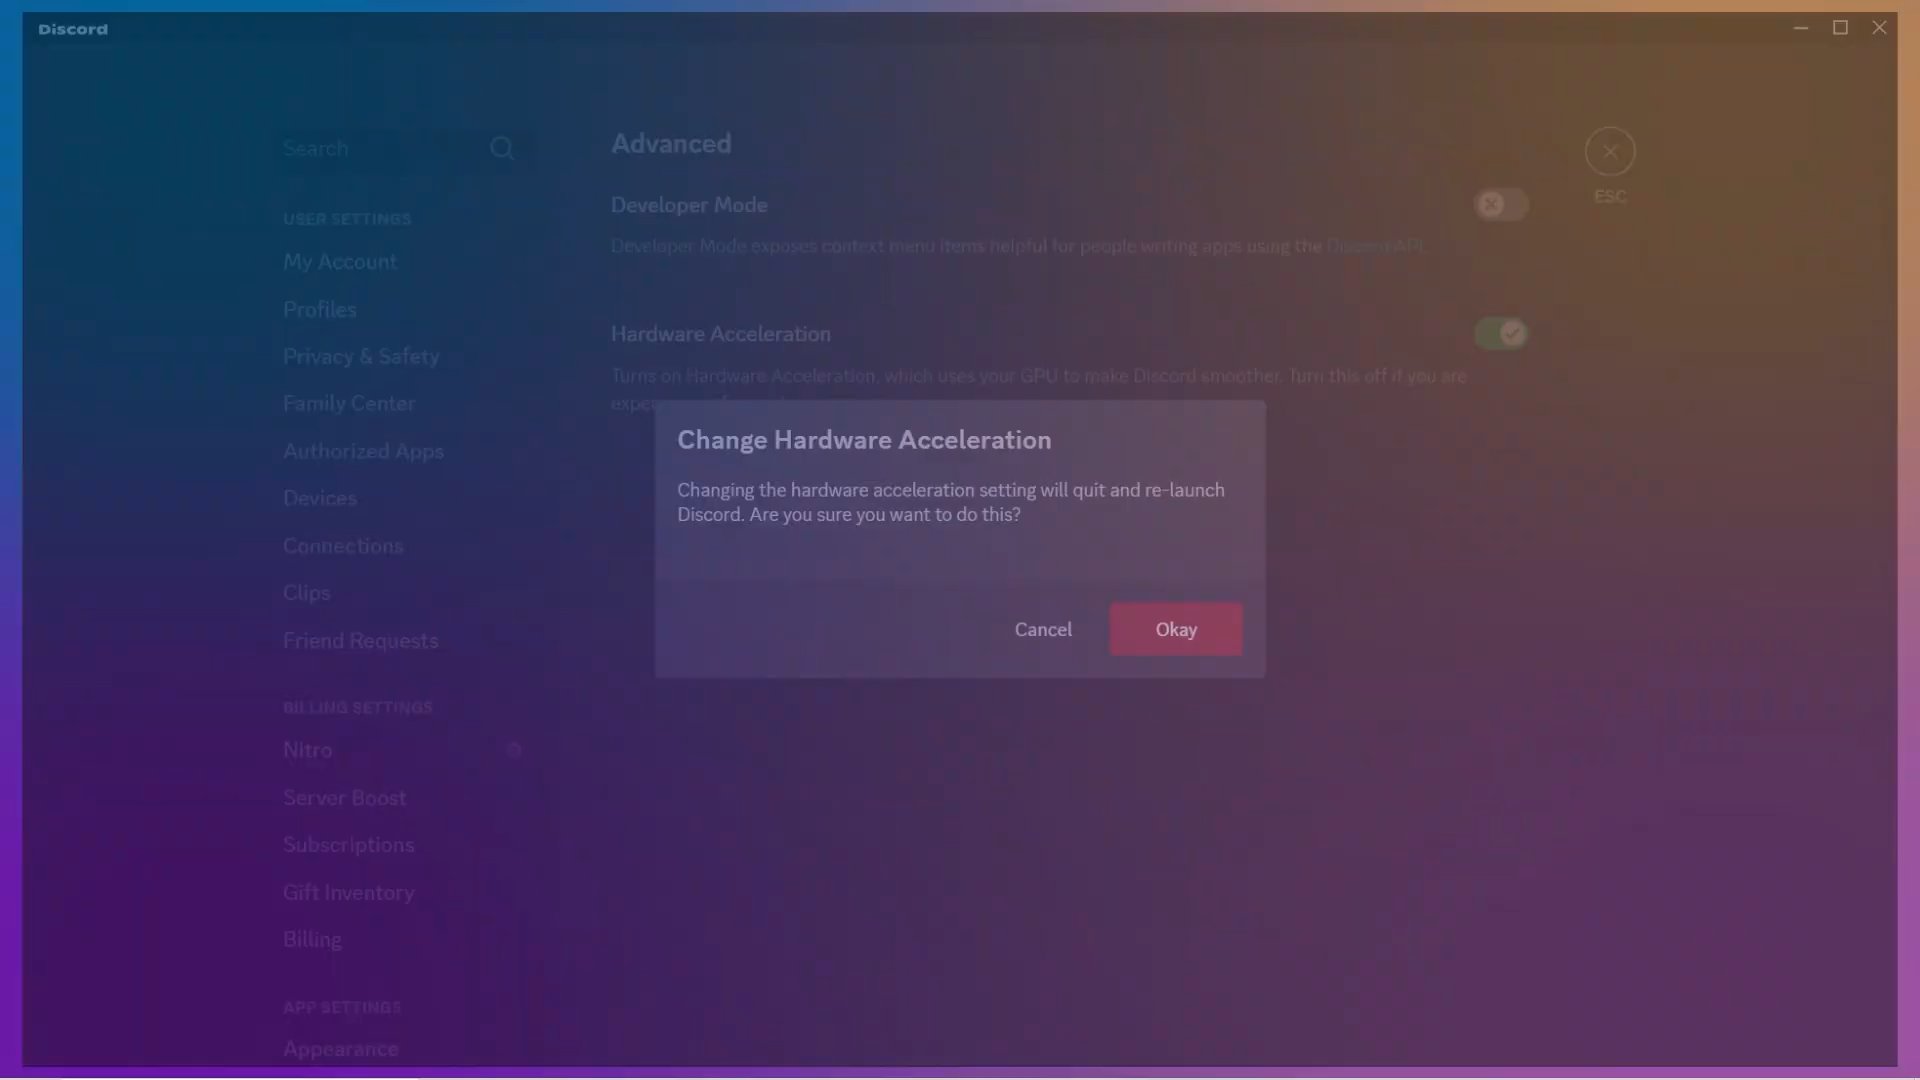 Discord
Search
USER SETTINGS
My Account
Profiles
Privacy & Safety
Family Center
Authorized Apps
Devices
Connections
Clips
Friend Requests
BILLING SETTINGS
Nitro
Server Boost
Subscriptions
Gift Inventory
Billing
APP SETTINGS
Appearance
Advanced
Developer Mode
Developer Mode exposes context menu items helpful for people writing apps using the Discord API.
Hardware Acceleration
Turns on Hardware Acceleration, which uses your GPU to make Discord smoother. Turn this off if you are
ESC
Change Hardware Acceleration
Changing the hardware acceleration setting will quit and re-launch
Discord. Are you sure you want to do this?
Cancel
Okay